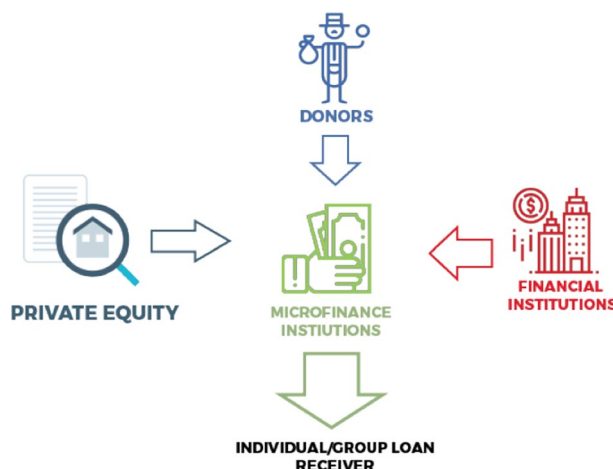 DONORS
PRIVATE EQUITY
MICROFINANCE
INSTIUTIONS
FINANCIAL
INSTITUTIONS
INDIVIDUAL/GROUP LOAN
RECEIVER